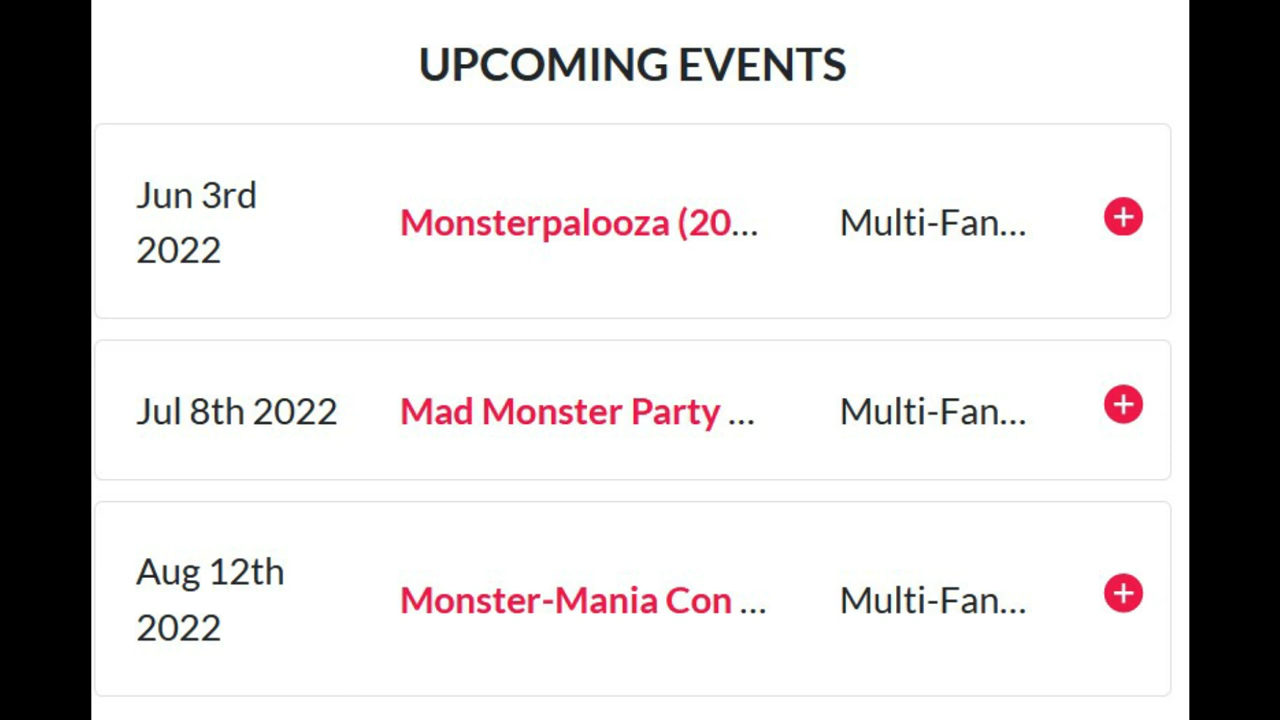 UPCOMING EVENTS
Jun 3rd
2022
Monsterpalooza (20...
Multi-Fan...
Jul 8th 2022
Mad Monster Party ...
Multi-Fan...
Aug 12th
2022
Monster-Mania Con ...
Multi-Fan...